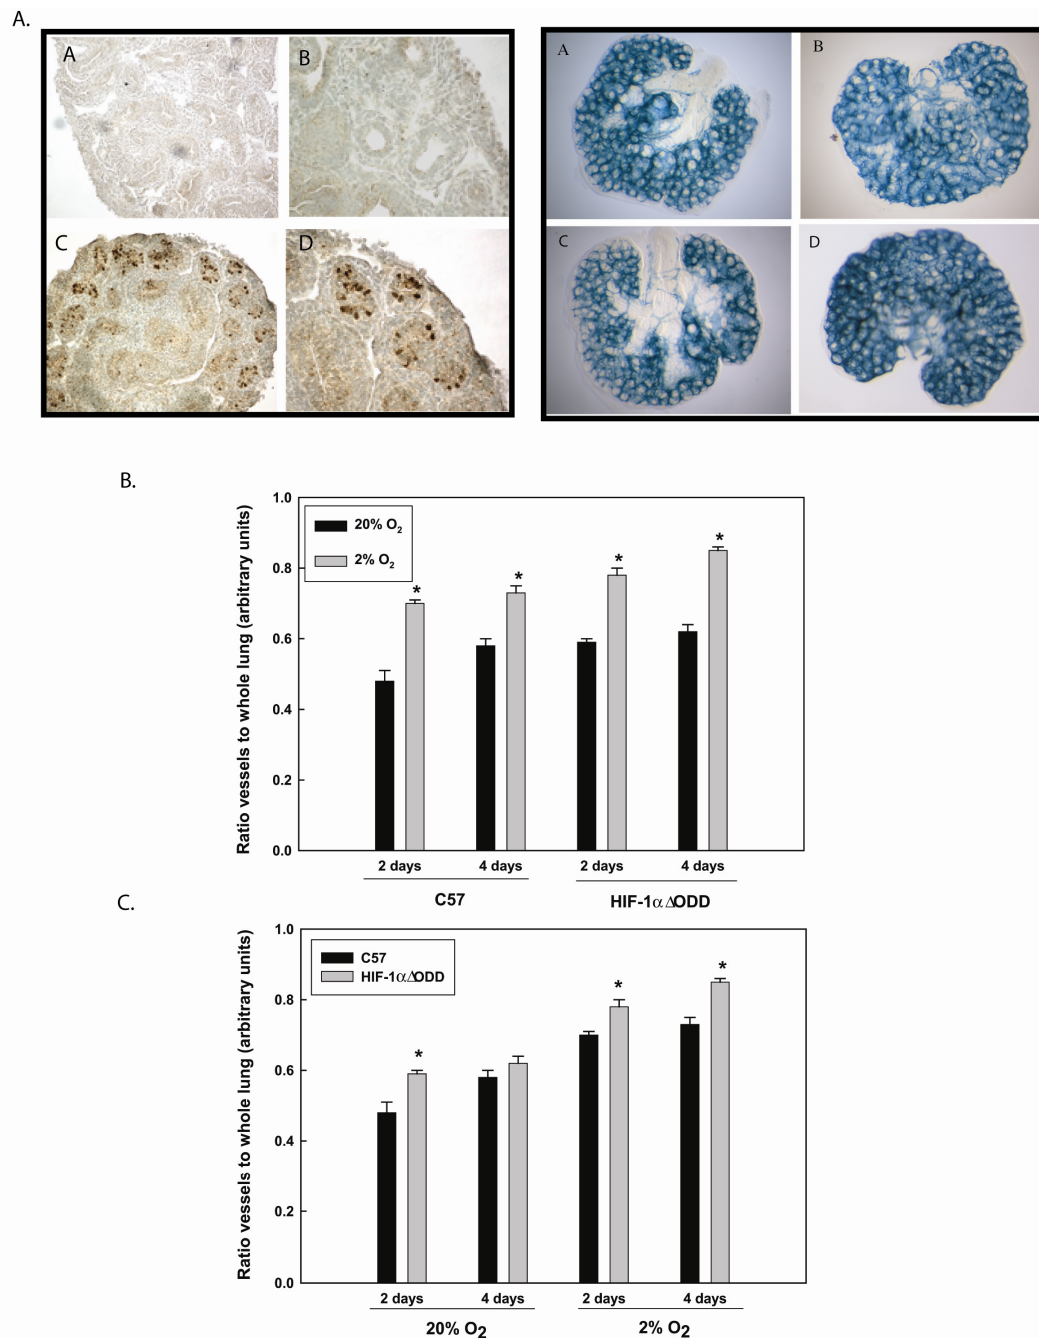 A.
A
B
C
D
A
B
C
D
B.
Ratio vessels to whole lung (arbitrary units)
1.0
0.8
0.6
0.4
0.2
0.0
20% O2
2% O2
*
*
*
*
2 days
4 days
2 days
4 days
C57
HIF-1αΔODD
C.
Ratio vessels to whole lung (arbitrary units)
1.0
0.8
0.6
0.4
0.2
0.0
C57
HIF-1αΔODD
*
*
*
2 days
4 days
2 days
4 days
20% O2
2% O2